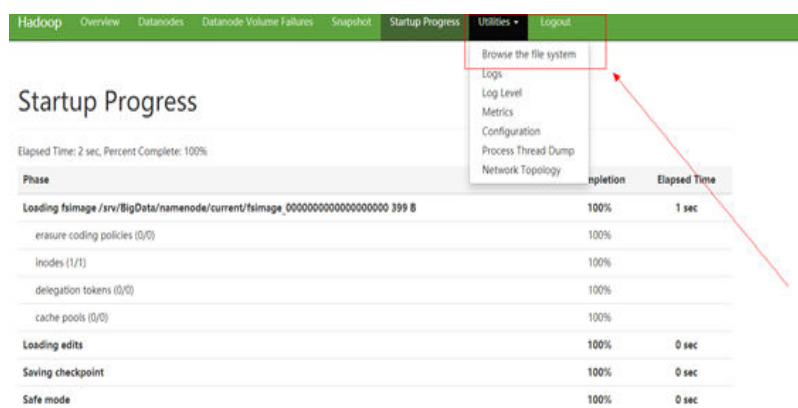 Hadoop Overview Datanodes Datanode Volume Failures Snapshot Startup Progress Utilities Logout
Browse the file system
Logs
Log Level
Metrics
Configuration
Process Thread Dump
Network Topology
Startup Progress
Elapsed Time: 2 sec, Percent Complete: 100%
Phase mpletion Elapsed Time
Loading fsimage /srv/BigData/namenode/current/fsimage_0000000000000000000 399 B 100% 1 sec
erasure coding policies (0/0) 100%
inodes (1/1) 100%
delegation tokens (0/0) 100%
cache pools (0/0) 100%
Loading edits 100% 0 sec
Saving checkpoint 100% 0 sec
Safe mode 100% 0 sec